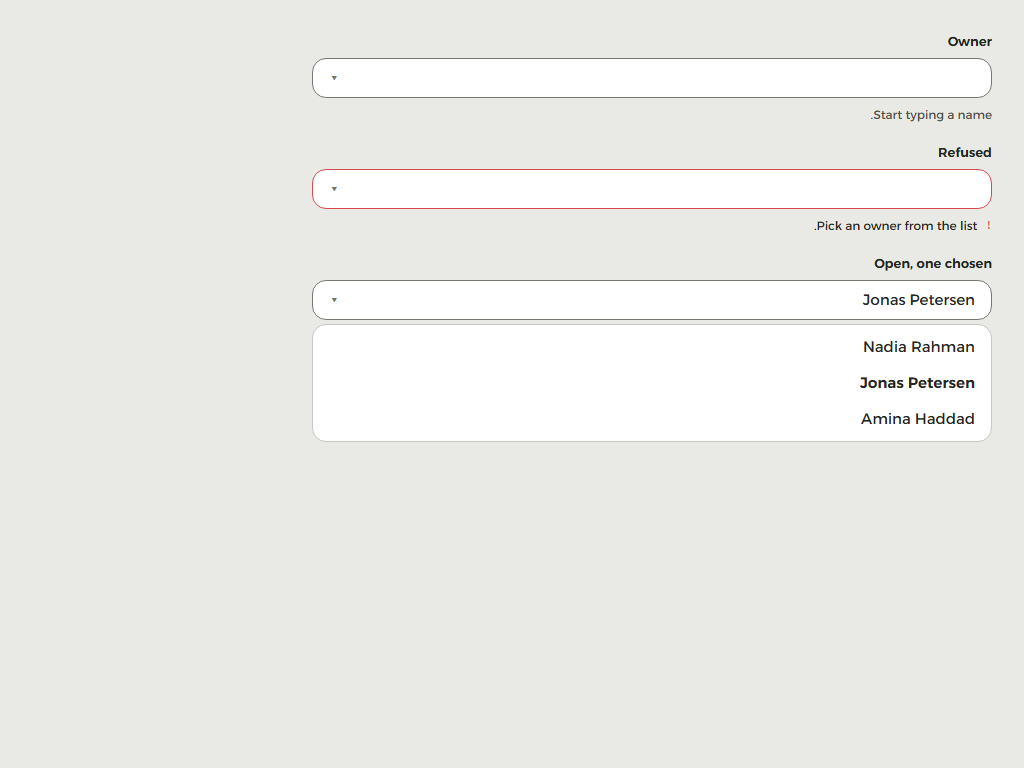 Owner
.Start typing a name
Refused
! .Pick an owner from the list
Open, one chosen
Jonas Petersen
Nadia Rahman
Jonas Petersen
Amina Haddad